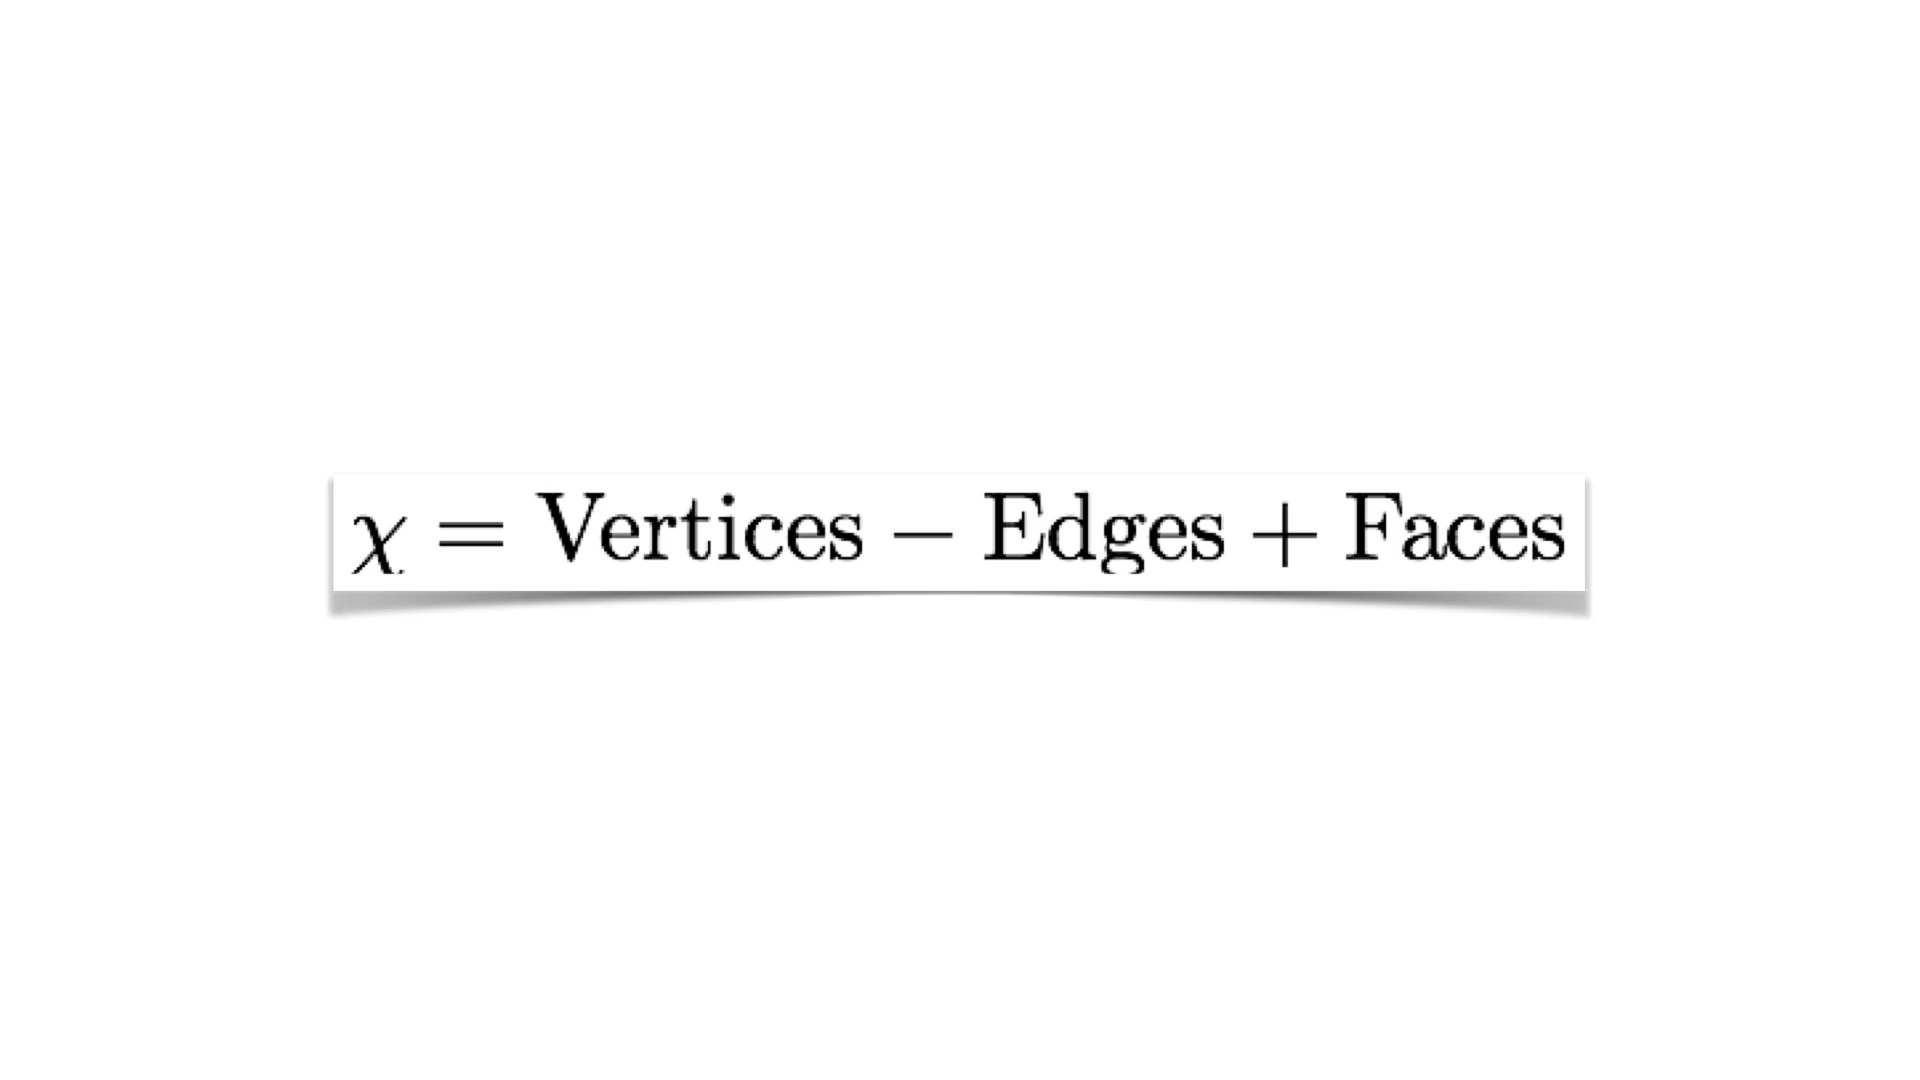 χ = Vertices − Edges + Faces